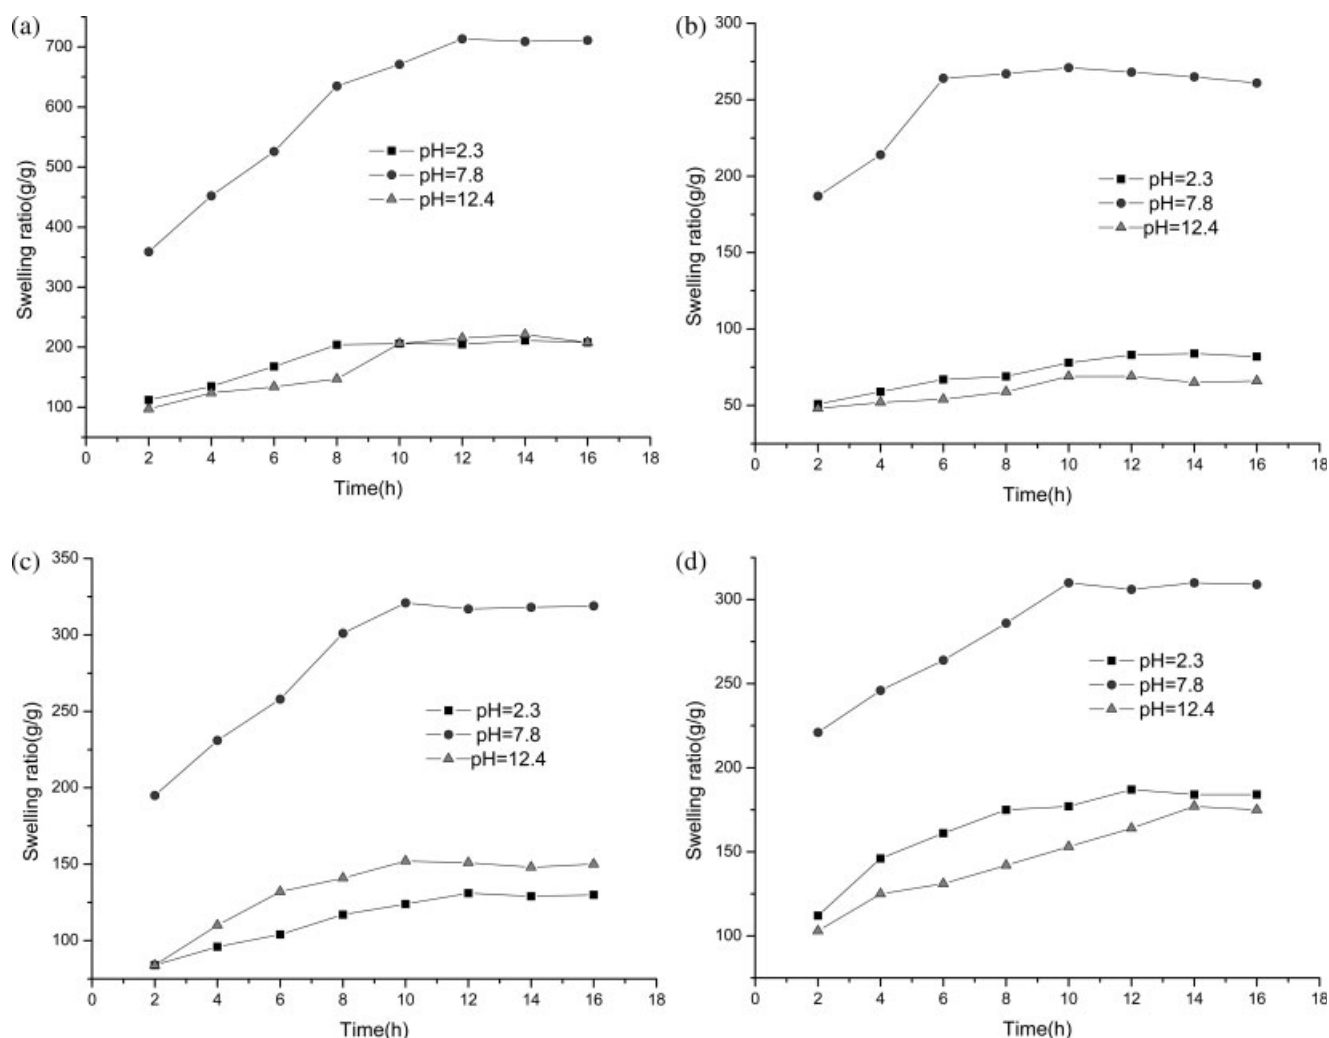 (a)
700
600
500
400
300
200
100
Swelling ratio(g/g)
pH=2.3
pH=7.8
pH=12.4
0 2 4 6 8 10 12 14 16 18
Time(h)
(b)
300
250
200
150
100
50
Swelling ratio(g/g)
pH=2.3
pH=7.8
pH=12.4
0 2 4 6 8 10 12 14 16 18
Time(h)
(c)
350
300
250
200
150
100
Swelling ratio(g/g)
pH=2.3
pH=7.8
pH=12.4
0 2 4 6 8 10 12 14 16 18
Time(h)
(d)
300
250
200
150
100
Swelling ratio(g/g)
pH=2.3
pH=7.8
pH=12.4
0 2 4 6 8 10 12 14 16 18
Time(h)